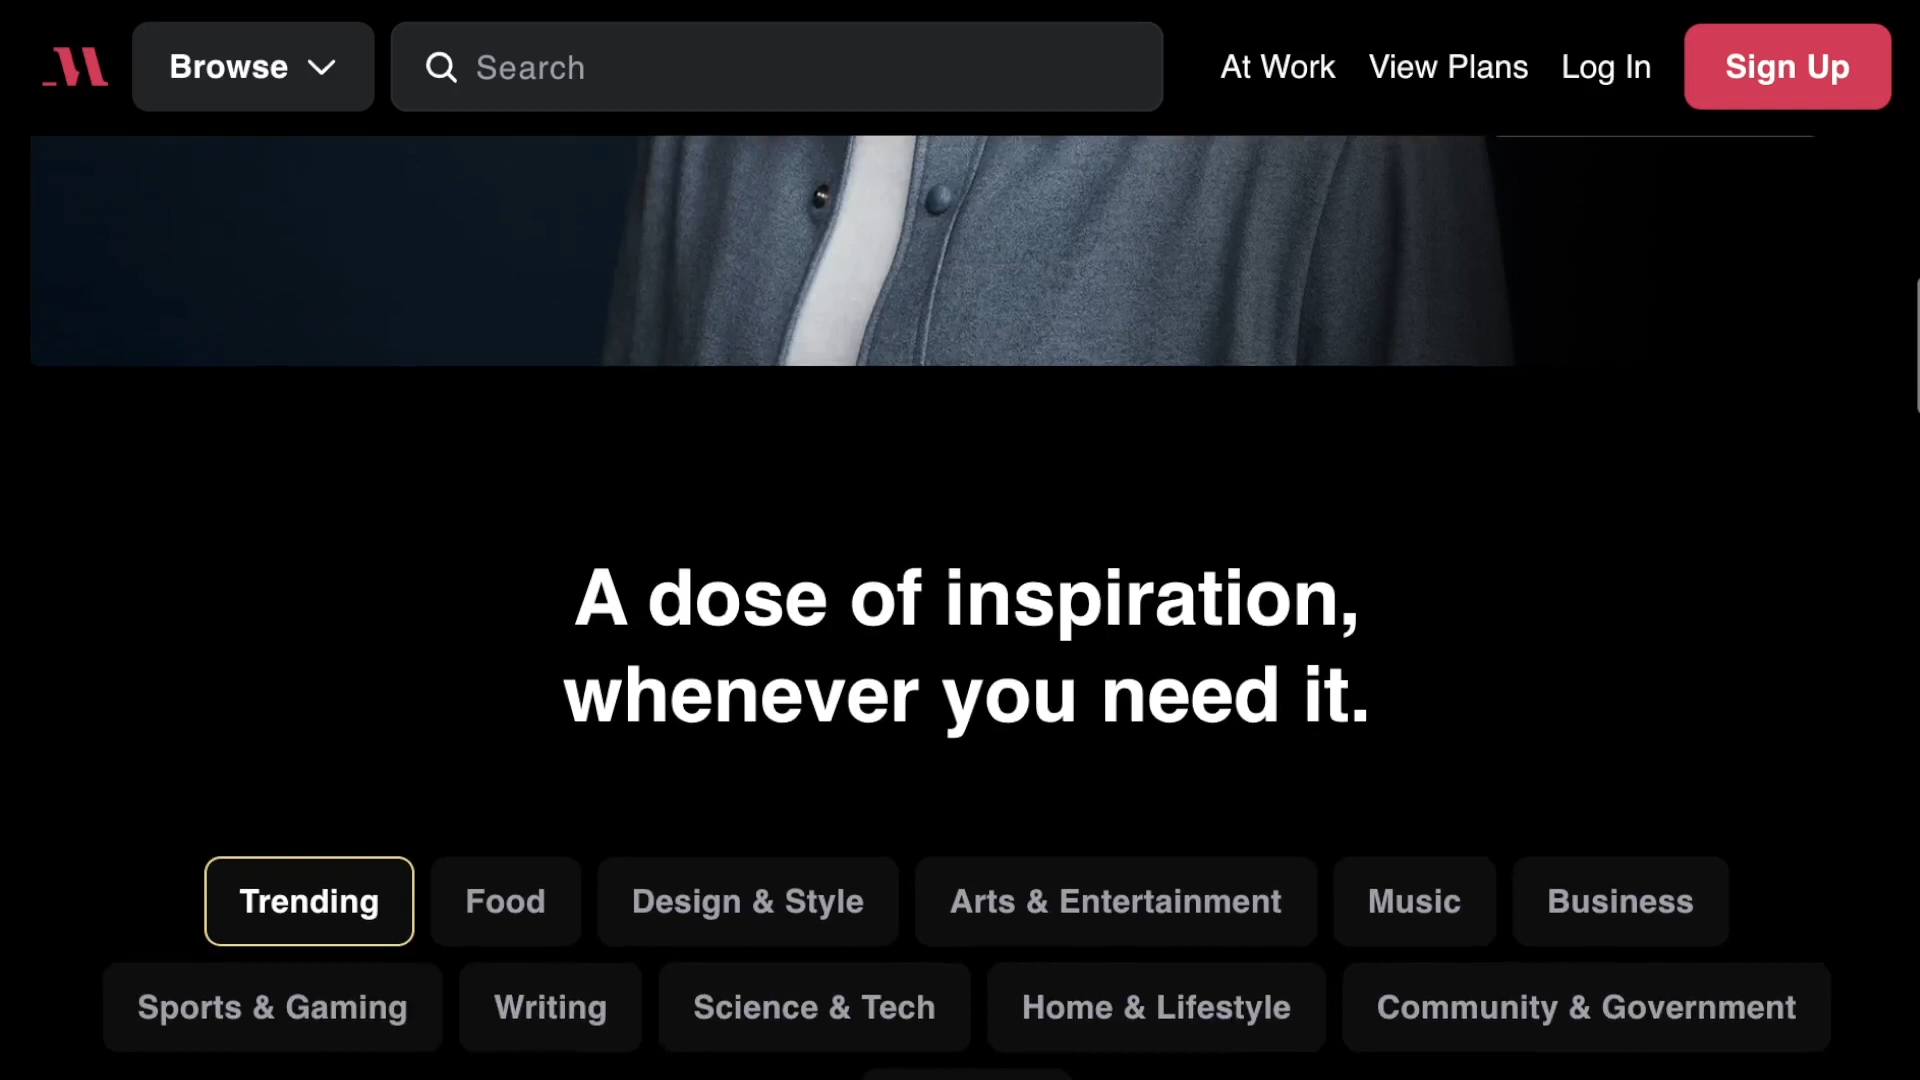 Browse
Search
At Work
View Plans
Log In
Sign Up
A dose of inspiration,
whenever you need it.
Trending
Food
Design & Style
Arts & Entertainment
Music
Business
Sports & Gaming
Writing
Science & Tech
Home & Lifestyle
Community & Government